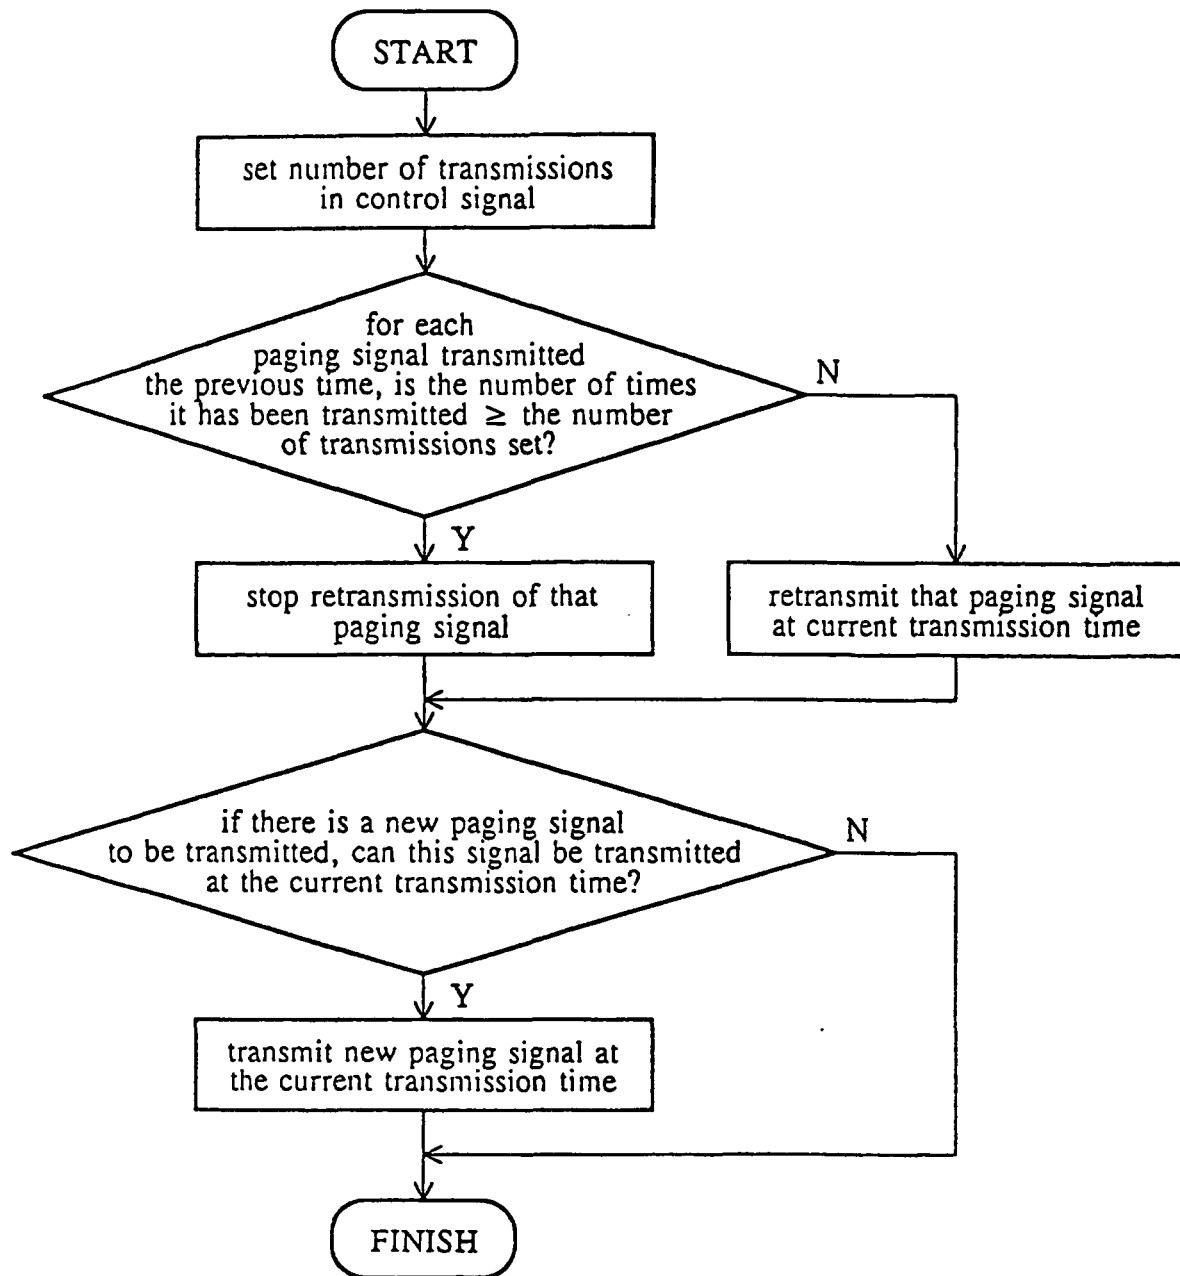 START
set number of transmissions
in control signal
for each
paging signal transmitted
the previous time, is the number of times
it has been transmitted ≥ the number
of transmissions set?
N
Y
stop retransmission of that
paging signal
retransmit that paging signal
at current transmission time
if there is a new paging signal
to be transmitted, can this signal be transmitted
at the current transmission time?
N
Y
transmit new paging signal at
the current transmission time
FINISH